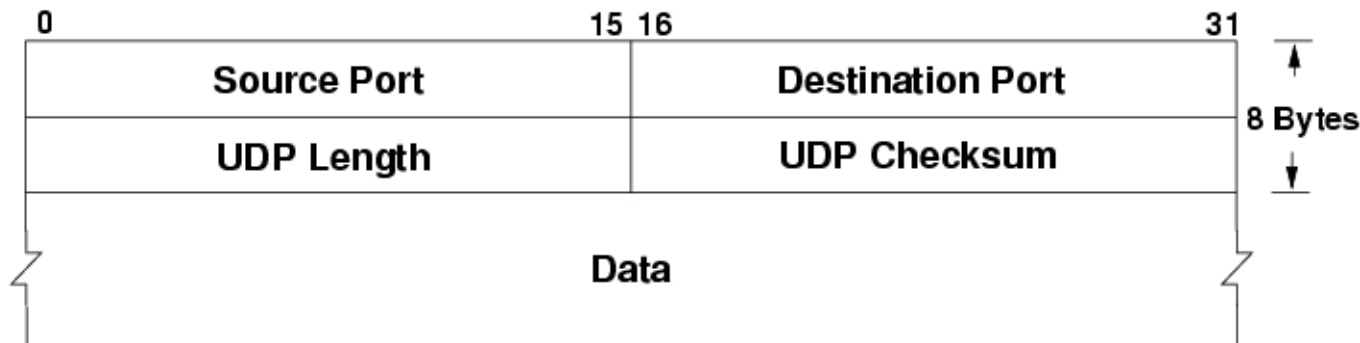 0 15 16 31
Source Port Destination Port
8 Bytes
UDP Length UDP Checksum
Data